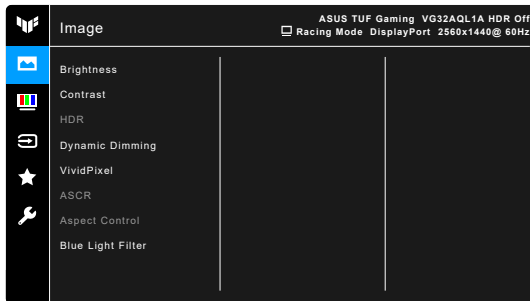 Image
ASUS TUF Gaming VG32AQL1A HDR Off
Racing Mode DisplayPort 2560x1440@ 60Hz
Brightness
Contrast
HDR
Dynamic Dimming
VividPixel
ASCR
Aspect Control
Blue Light Filter